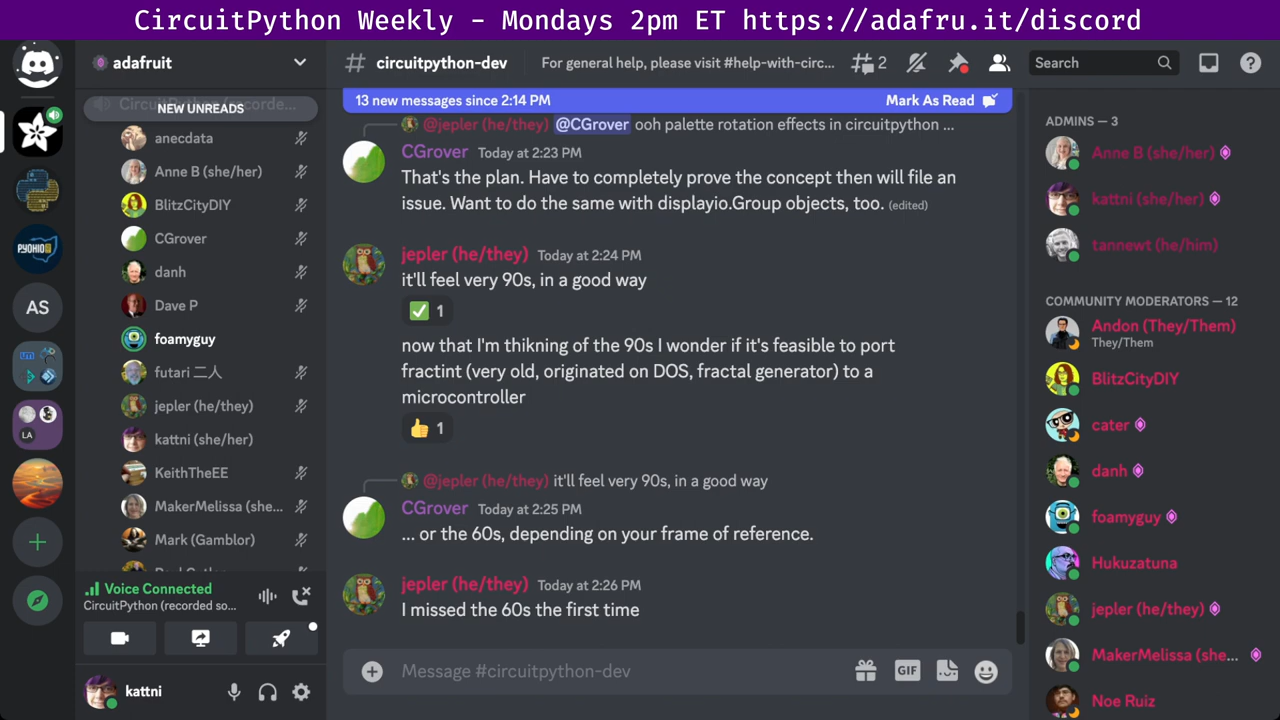 CircuitPython Weekly - Mondays 2pm ET https://adafru.it/discord
adafruit
NEW UNREADS
anecdata
Anne B (she/her)
BlitzCityDIY
CGrover
danh
Dave P
foamyguy
futari 二人
jepler (he/they)
kattni (she/her)
KeithTheEE
MakerMelissa (she...
Mark (Gamblor)
Voice Connected
CircuitPython (recorded so...
kattni
PYOHIO
AS
LA
# circuitpython-dev
For general help, please visit #help-with-circ...
2
Search
13 new messages since 2:14 PM
Mark As Read
@jepler (he/they) @CGrover ooh palette rotation effects in circuitpython ...
CGrover Today at 2:23 PM
That's the plan. Have to completely prove the concept then will file an
issue. Want to do the same with displayio.Group objects, too. (edited)
jepler (he/they) Today at 2:24 PM
it'll feel very 90s, in a good way
1
now that I'm thikning of the 90s I wonder if it's feasible to port
fractint (very old, originated on DOS, fractal generator) to a
microcontroller
1
@jepler (he/they) it'll feel very 90s, in a good way
CGrover Today at 2:25 PM
... or the 60s, depending on your frame of reference.
jepler (he/they) Today at 2:26 PM
I missed the 60s the first time
Message #circuitpython-dev
GIF
ADMINS — 3
Anne B (she/her)
kattni (she/her)
tannewt (he/him)
COMMUNITY MODERATORS — 12
Andon (They/Them)
They/Them
BlitzCityDIY
cater
danh
foamyguy
Hukuzatuna
jepler (he/they)
MakerMelissa (she...
Noe Ruiz